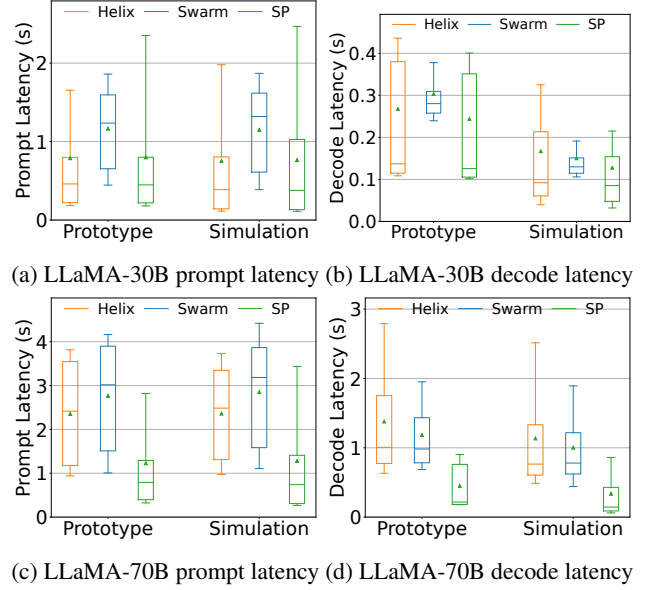 Helix Swarm SP
Prompt Latency (s)
2
1
0
Prototype Simulation
Helix Swarm SP
Decode Latency (s)
0.4
0.3
0.2
0.1
0.0
Prototype Simulation
(a) LLaMA-30B prompt latency (b) LLaMA-30B decode latency
Helix Swarm SP
Prompt Latency (s)
5
4
3
2
1
0
Prototype Simulation
Helix Swarm SP
Decode Latency (s)
3
2
1
0
Prototype Simulation
(c) LLaMA-70B prompt latency (d) LLaMA-70B decode latency